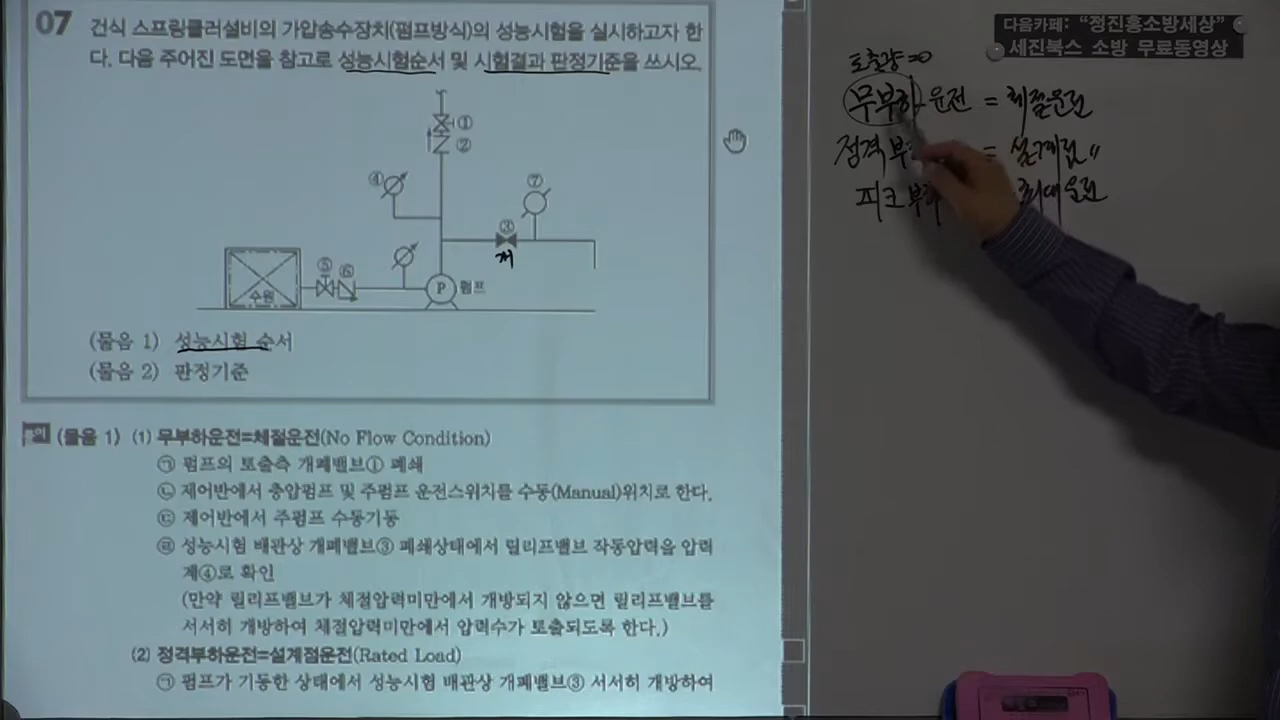 07 건식 스프링클러설비의 가압송수장치(펌프방식)의 성능시험을 실시하고자 한
다. 다음 주어진 도면을 참고로 성능시험순서 및 시험결과 판정기준을 쓰시오.
①
②
④
⑦
③
⑤
⑥
수원
P 펌프
(물음 1) 성능시험 순서
(물음 2) 판정기준
(물음 1) (1) 무부하운전=체절운전(No Flow Condition)
㉠ 펌프의 토출측 개폐밸브① 폐쇄
㉡ 제어반에서 충압펌프 및 주펌프 운전스위치를 수동(Manual)위치로 한다.
㉢ 제어반에서 주펌프 수동기동
㉣ 성능시험 배관상 개폐밸브③ 폐쇄상태에서 릴리프밸브 작동압력을 압력
계④로 확인
(만약 릴리프밸브가 체절압력미만에서 개방되지 않으면 릴리프밸브를
서서히 개방하여 체절압력미만에서 압력수가 토출되도록 한다.)
(2) 정격부하운전=설계점운전(Rated Load)
㉠ 펌프가 기동한 상태에서 성능시험 배관상 개폐밸브③ 서서히 개방하여
다음카페: “정진홍소방세상”
세진북스 소방 무료동영상
토출량=0
무부하 운전 = 체절운전
정격부 = 설계점 〃
피크부하 최대운전